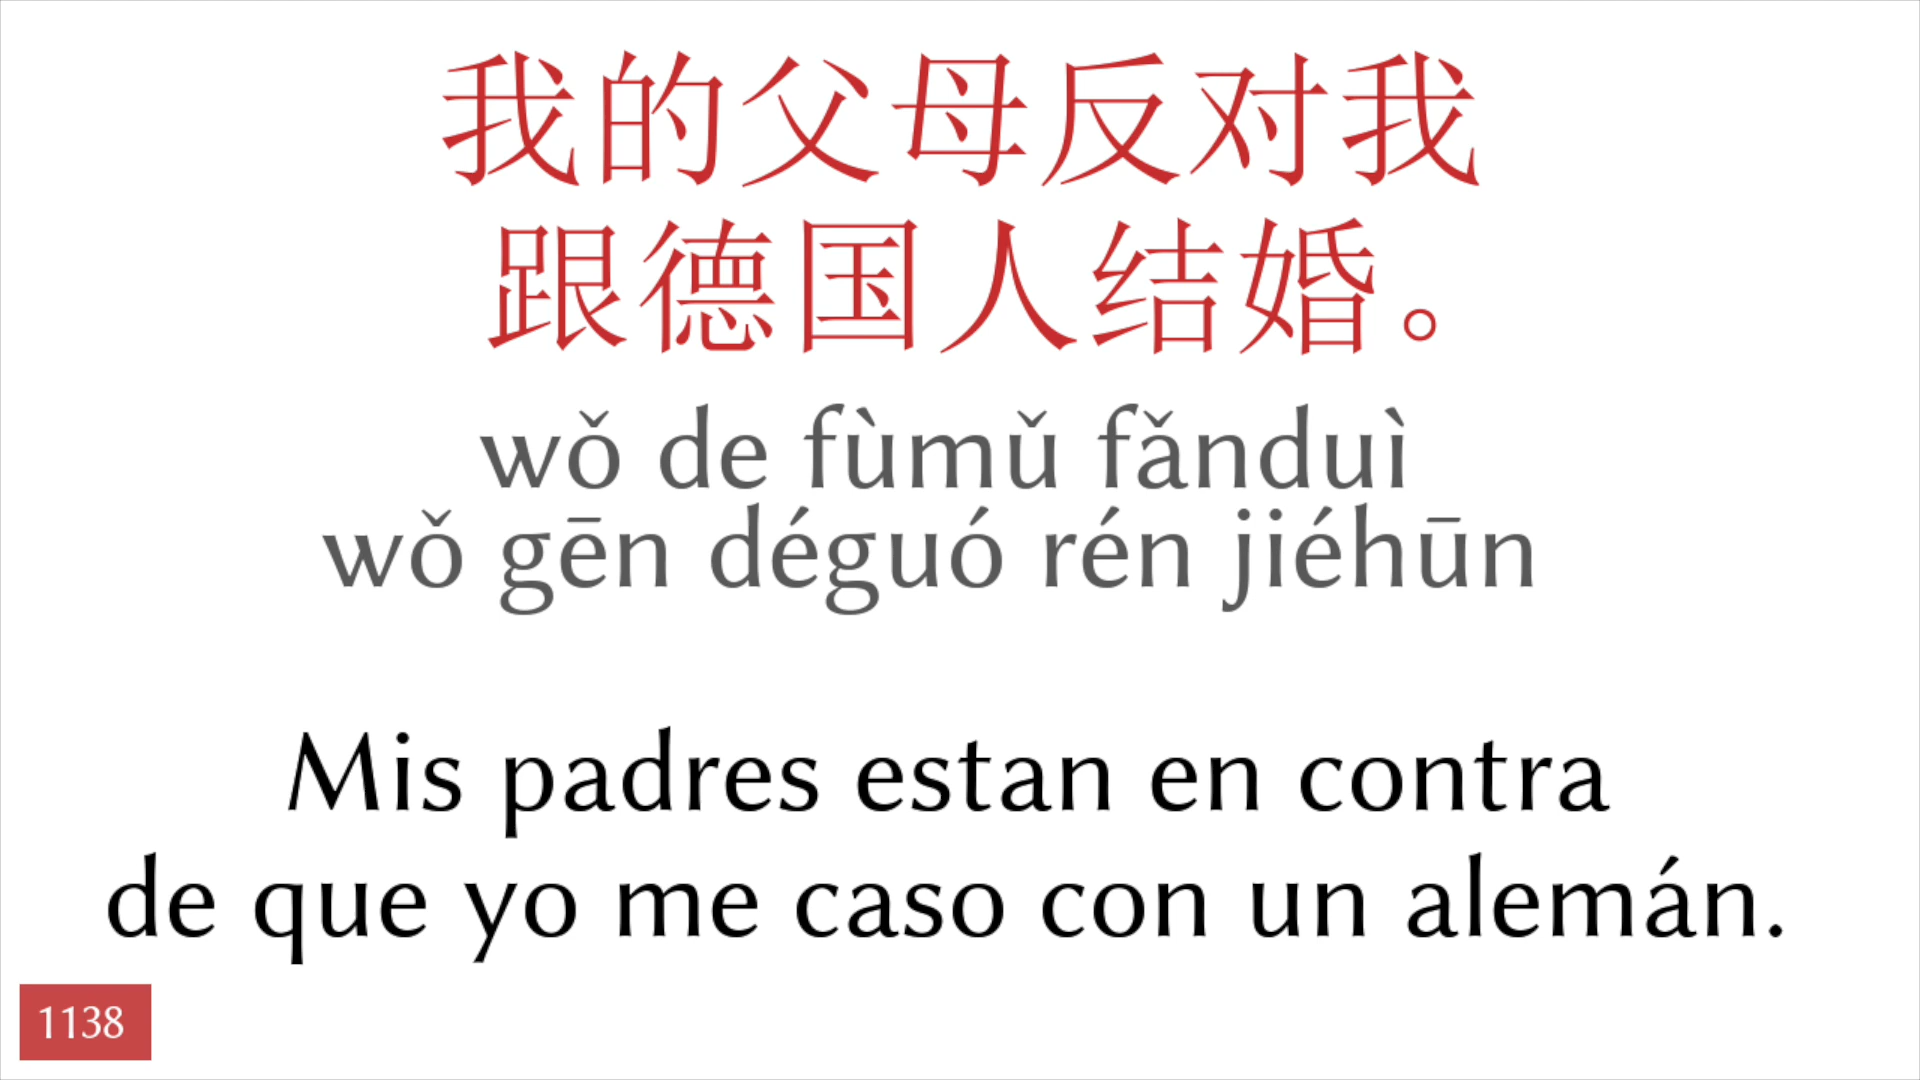 我的父母反对我
跟德国人结婚。
wǒ de fùmǔ fǎnduì
wǒ gēn déguó rén jiéhūn
Mis padres estan en contra
de que yo me caso con un alemán.
1138